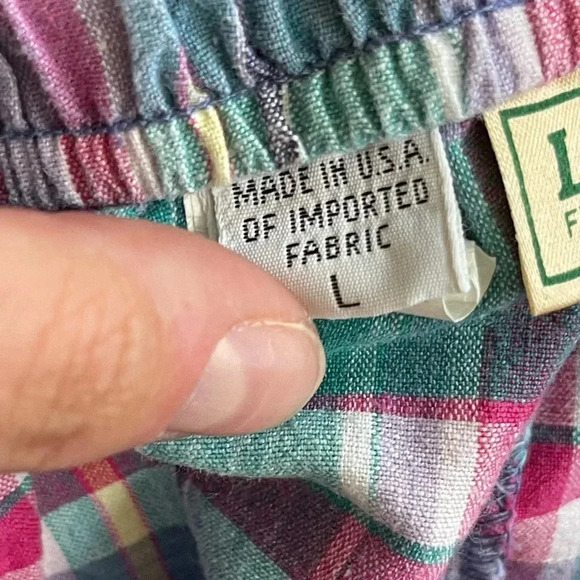 MADE IN U.S.A.
OF IMPORTED
FABRIC
L
L
F